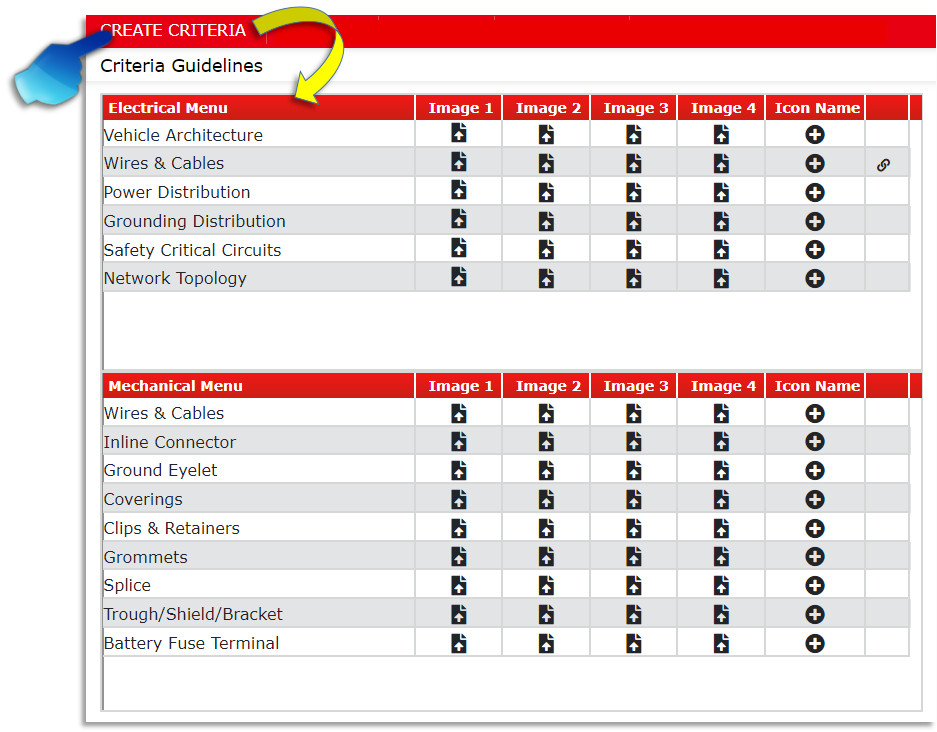 CREATE CRITERIA
Criteria Guidelines
Electrical Menu Image 1 Image 2 Image 3 Image 4 Icon Name
Vehicle Architecture
Wires & Cables
Power Distribution
Grounding Distribution
Safety Critical Circuits
Network Topology
Mechanical Menu Image 1 Image 2 Image 3 Image 4 Icon Name
Wires & Cables
Inline Connector
Ground Eyelet
Coverings
Clips & Retainers
Grommets
Splice
Trough/Shield/Bracket
Battery Fuse Terminal